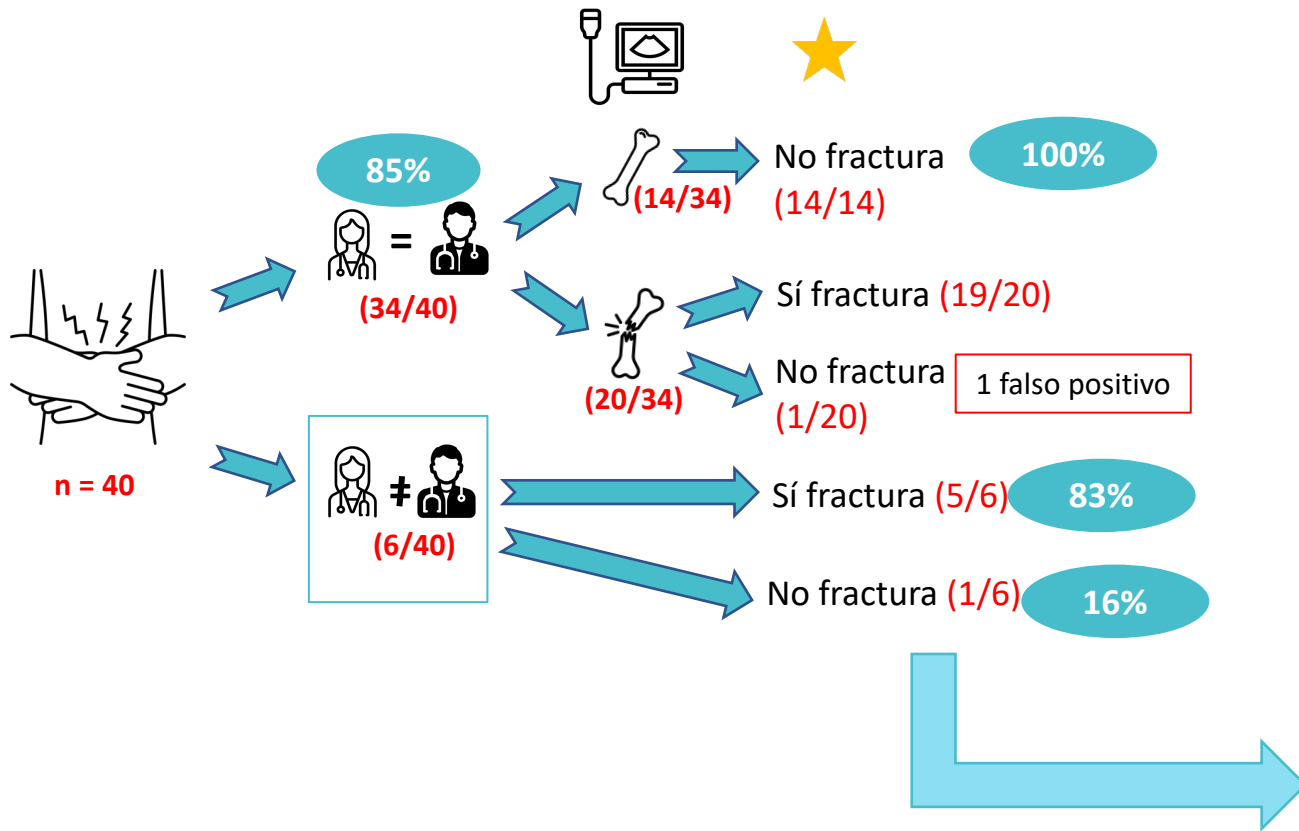 85%
=
(34/40)
(14/34)
No fractura
(14/14)
100%
Sí fractura (19/20)
(20/34)
No fractura
(1/20)
1 falso positivo
n = 40
≠
(6/40)
Sí fractura (5/6)
83%
No fractura (1/6)
16%